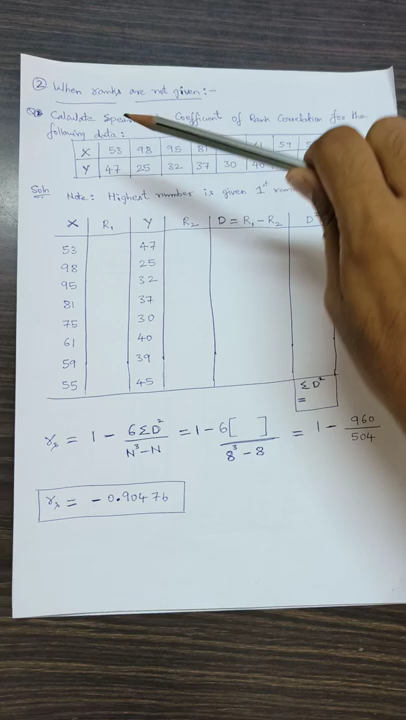 ② When ranks are not given :-
Q2) Calculate Coefficient of Rank Correlation for the
following data :
X 53 98 95 81 59
Y 47 25 32 37 30 40
Soln Note: Highest number is given 1st
X R1 Y R2 D = R1 - R2 D
53 47
98 25
95 32
81 37
75 30
61 40
59 39
55 45
ΣD²
=
rs = 1 - 6ΣD² / N³ - N = 1 - 6[ ] / 8³ - 8 = 1 - 960 / 504
rs = - 0.90476